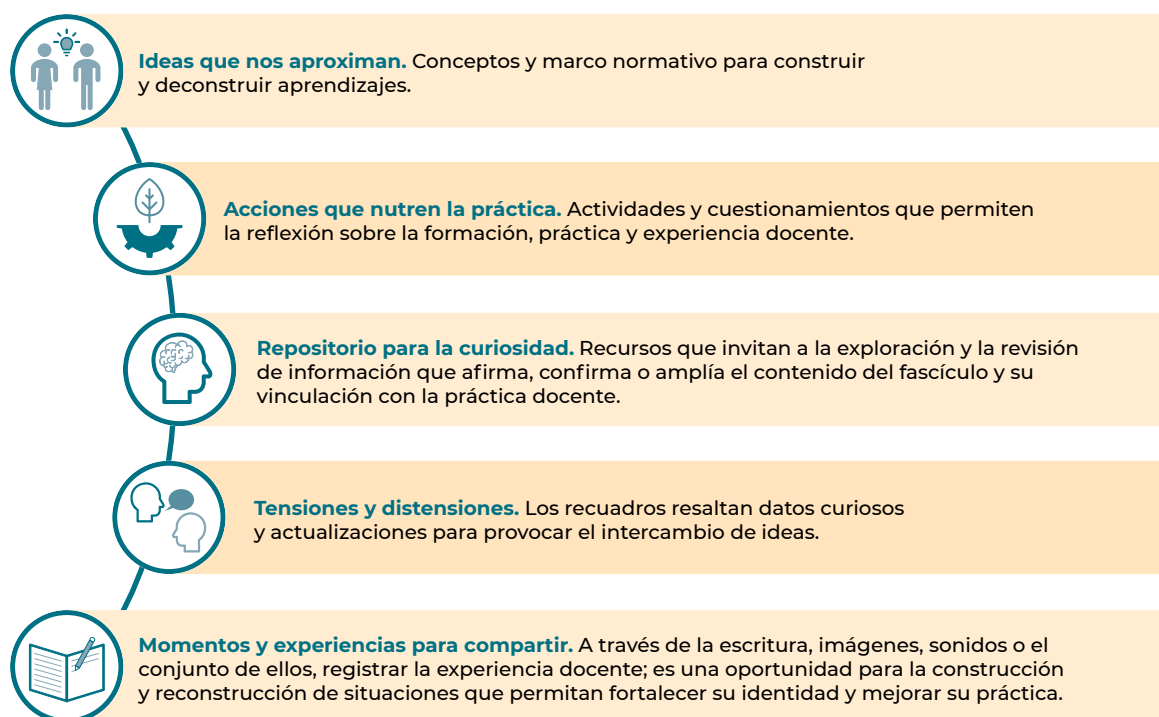 Ideas que nos aproximan. Conceptos y marco normativo para construir
y deconstruir aprendizajes.
Acciones que nutren la práctica. Actividades y cuestionamientos que permiten
la reflexión sobre la formación, práctica y experiencia docente.
Repositorio para la curiosidad. Recursos que invitan a la exploración y la revisión
de información que afirma, confirma o amplía el contenido del fascículo y su
vinculación con la práctica docente.
Tensiones y distensiones. Los recuadros resaltan datos curiosos
y actualizaciones para provocar el intercambio de ideas.
Momentos y experiencias para compartir. A través de la escritura, imágenes, sonidos o el
conjunto de ellos, registrar la experiencia docente; es una oportunidad para la construcción
y reconstrucción de situaciones que permitan fortalecer su identidad y mejorar su práctica.